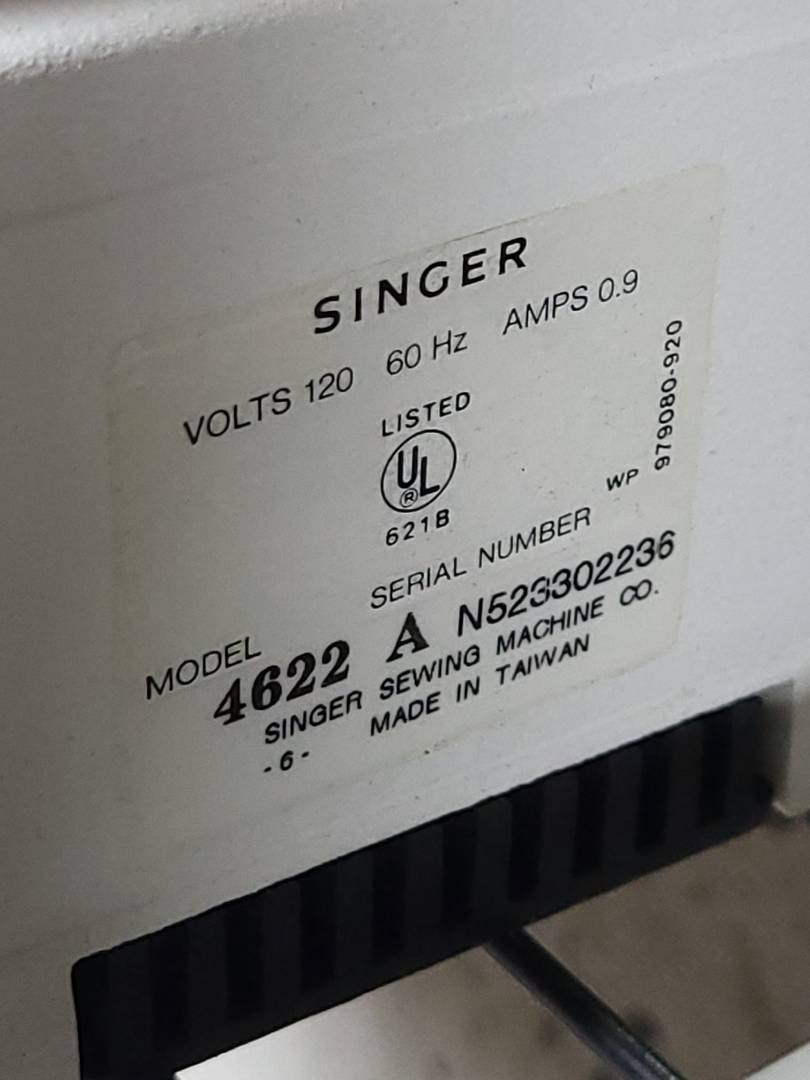 SINGER
VOLTS 120 60 Hz AMPS 0.9
LISTED
UL
®
621B
WP 979080-920
MODEL SERIAL NUMBER
4622 A N523302236
SINGER SEWING MACHINE CO.
-6- MADE IN TAIWAN